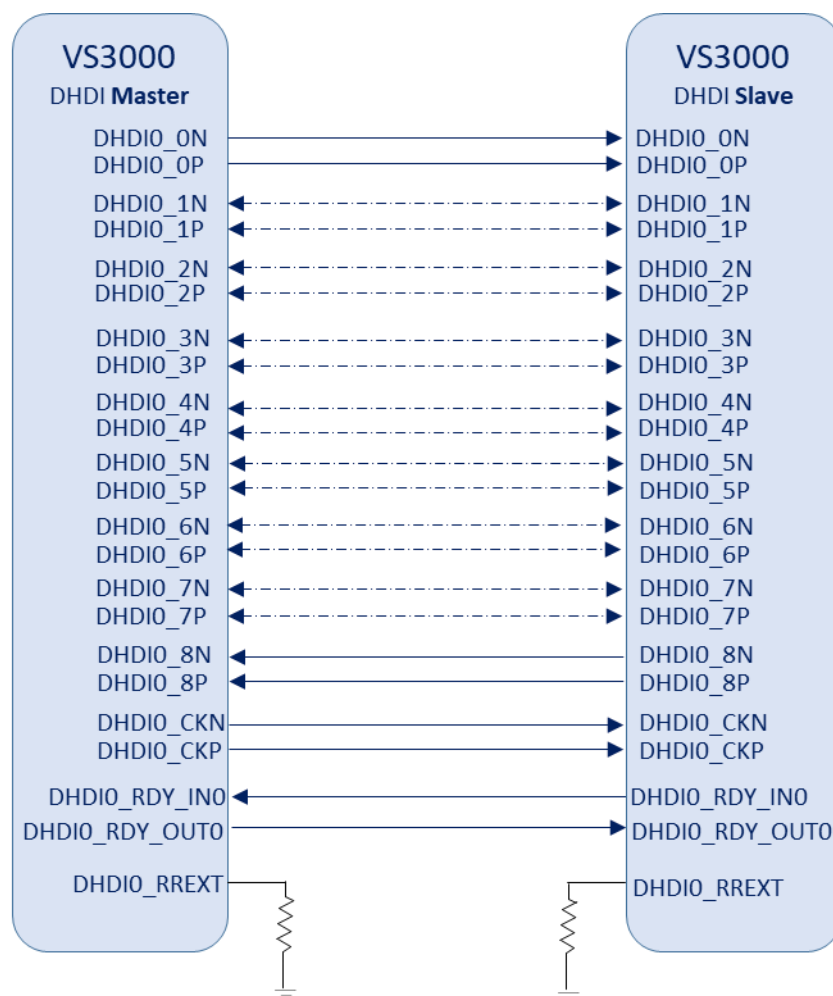 VS3000
DHDI Master
DHDI0_0N
DHDI0_0P
DHDI0_1N
DHDI0_1P
DHDI0_2N
DHDI0_2P
DHDI0_3N
DHDI0_3P
DHDI0_4N
DHDI0_4P
DHDI0_5N
DHDI0_5P
DHDI0_6N
DHDI0_6P
DHDI0_7N
DHDI0_7P
DHDI0_8N
DHDI0_8P
DHDI0_CKN
DHDI0_CKP
DHDI0_RDY_IN0
DHDI0_RDY_OUT0
DHDI0_RREXT
VS3000
DHDI Slave
DHDI0_0N
DHDI0_0P
DHDI0_1N
DHDI0_1P
DHDI0_2N
DHDI0_2P
DHDI0_3N
DHDI0_3P
DHDI0_4N
DHDI0_4P
DHDI0_5N
DHDI0_5P
DHDI0_6N
DHDI0_6P
DHDI0_7N
DHDI0_7P
DHDI0_8N
DHDI0_8P
DHDI0_CKN
DHDI0_CKP
DHDI0_RDY_IN0
DHDI0_RDY_OUT0
DHDI0_RREXT